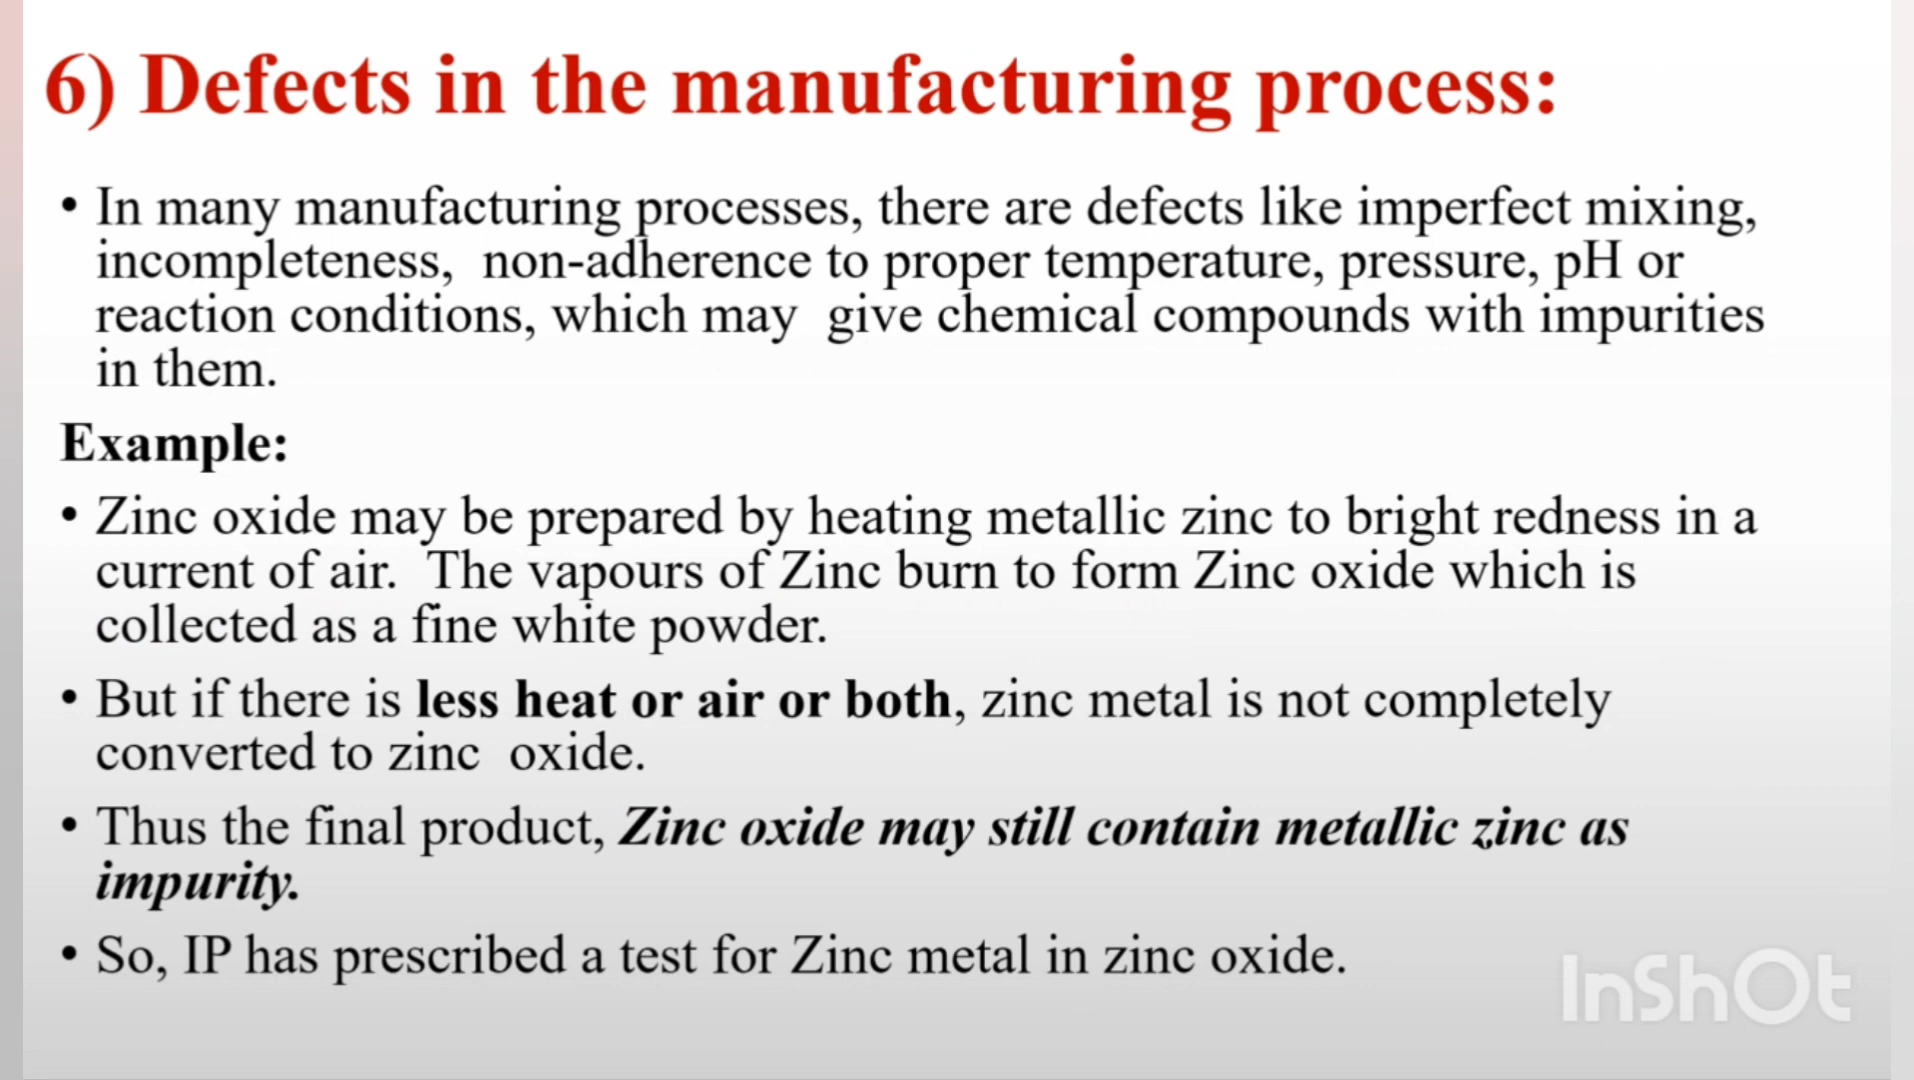 6) Defects in the manufacturing process:
• In many manufacturing processes, there are defects like imperfect mixing,
incompleteness, non-adherence to proper temperature, pressure, pH or
reaction conditions, which may give chemical compounds with impurities
in them.
Example:
• Zinc oxide may be prepared by heating metallic zinc to bright redness in a
current of air. The vapours of Zinc burn to form Zinc oxide which is
collected as a fine white powder.
• But if there is less heat or air or both, zinc metal is not completely
converted to zinc oxide.
• Thus the final product, Zinc oxide may still contain metallic zinc as
impurity.
• So, IP has prescribed a test for Zinc metal in zinc oxide.
InShOt